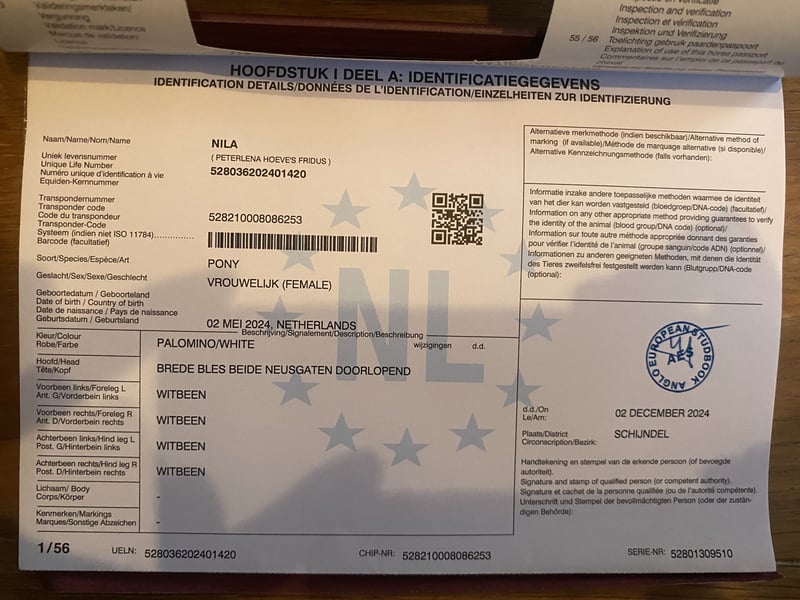 Valideringsmerkteken/
Vergunning
Validation mark/Licence
Marque de validation/
Licence
Inspection and verification
Inspection et vérification
Inspektion und Verifizierung
55 / 56 Toelichting gebruik paardenpaspoort
Explanation of use of this horse passport
HOOFDSTUK I DEEL A: IDENTIFICATIEGEGEVENS
IDENTIFICATION DETAILS/DONNÉES DE L'IDENTIFICATION/EINZELHEITEN ZUR IDENTIFIZIERUNG
Naam/Name/Nom/Name NILA
( PETERLENA HOEVE'S FRIDUS )
Uniek levensnummer
Unique Life Number 528036202401420
Numéro unique d'identification à vie
Equiden-Kernnummer
Transpondernummer
Transponder code
Code du transpondeur 528210008086253
Transponder-Code
Systeem (indien niet ISO 11784)..............
Barcode (facultatief)
Soort/Species/Espèce/Art PONY
Geslacht/Sex/Sexe/Geschlecht VROUWELIJK (FEMALE)
Geboortedatum / Geboorteland
Date of birth / Country of birth
Date de naissance / Pays de naissance
Geburtsdatum / Geburtsland 02 MEI 2024, NETHERLANDS
Beschrijving/Signalement/Description/Beschreibung
Kleur/Colour PALOMINO/WHITE wijzigingen d.d.
Robe/Farbe
Hoofd/Head BREDE BLES BEIDE NEUSGATEN DOORLOPEND
Tête/Kopf
Voorbeen links/Foreleg L WITBEEN
Ant. G/Vorderbein links
Voorbeen rechts/Foreleg R WITBEEN
Ant. D/Vorderbein rechts
Achterbeen links/Hind leg L WITBEEN
Post. G/Hinterbein links
Achterbeen rechts/Hind leg R WITBEEN
Post. D/Hinterbein rechts
Lichaam/ Body -
Corps/Körper
Kenmerken/Markings -
Marques/Sonstige Abzeichen
NL
Alternatieve merkmethode (indien beschikbaar)/Alternative method of
marking (if available)/Méthode de marquage alternative (si disponible)/
Alternative Kennzeichnungsmethode (falls vorhanden):
Informatie inzake andere toepasselijke methoden waarmee de identiteit
van het dier kan worden vastgesteld (bloedgroep/DNA-code) (facultatief)/
Information on any other appropriate method providing guarantees to verify
the identity of the animal (blood group/DNA code) (optional)/
Information sur toute autre méthode appropriée donnant des garanties
pour vérifier l'identité de l'animal (groupe sanguin/code ADN) (optionnel)/
Informationen zu anderen geeigneten Methoden, mit denen die Identität
des Tieres zweifelsfrei festgestellt werden kann (Blutgrupp/DNA-code
(optional):
ANGLO EUROPEAN STUDBOOK
AES
d.d./On
Le/Am: 02 DECEMBER 2024
Plaats/District SCHIJNDEL
Circonscription/Bezirk:
Handtekening en stempel van de erkende persoon (of bevoegde
autoriteit).
Signature and stamp of qualified person (or competent authority).
Signature et cachet de la personne qualifiée (ou de l'autorité compétente).
Unterschrift und Stempel der bevollmächtigten Person (oder der zustän-
digen Behörde):
1/56 UELN: 528036202401420 CHIP-NR: 528210008086253 SERIE-NR: 52801309510